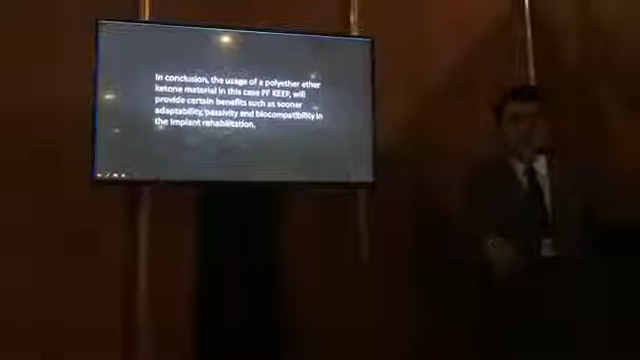 In conclusion, the usage of a polyether ether
ketone material in this case PF KEEP, will
provide certain benefits such as sooner
adaptability, passivity and biocompatibility in
the implant rehabilitation.